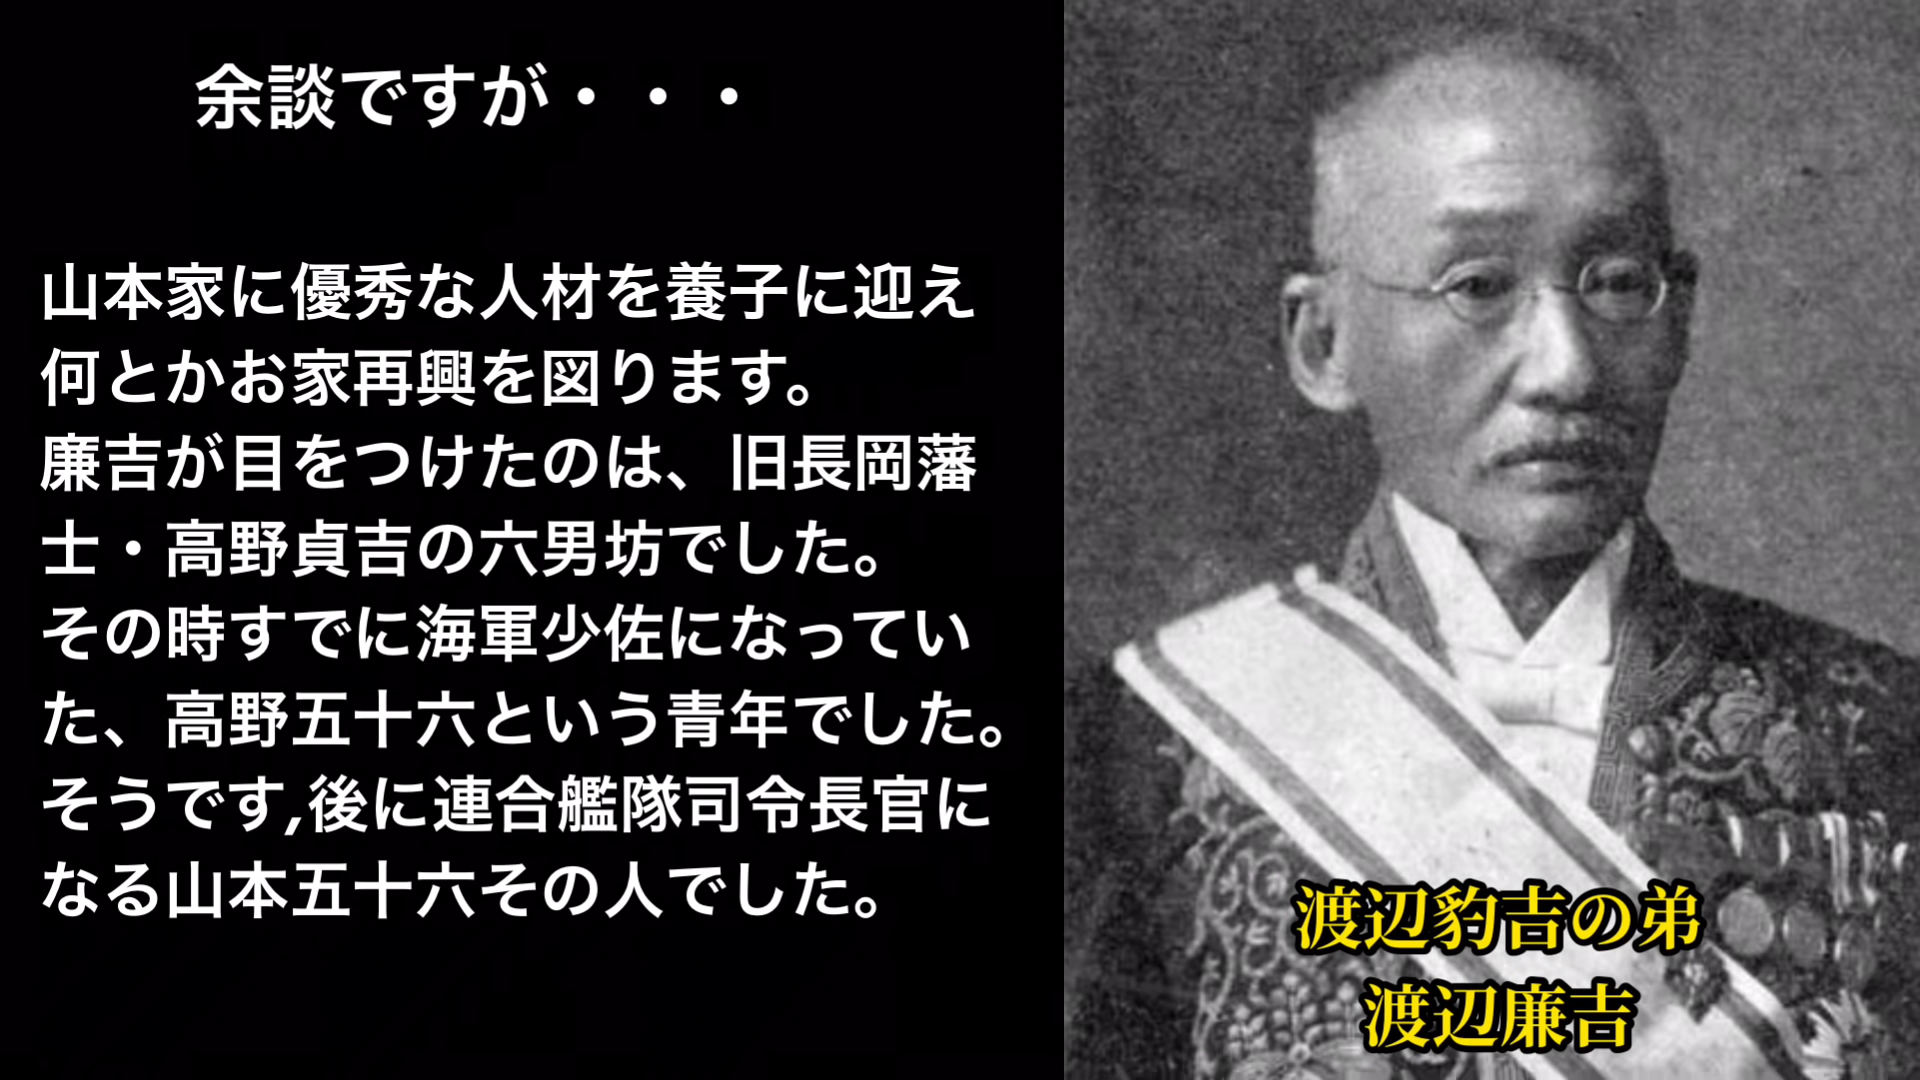 余談ですが・・・
山本家に優秀な人材を養子に迎え
何とかお家再興を図ります。
廉吉が目をつけたのは、旧長岡藩
士・高野貞吉の六男坊でした。
その時すでに海軍少佐になってい
た、高野五十六という青年でした。
そうです,後に連合艦隊司令長官に
なる山本五十六その人でした。
渡辺豹吉の弟
渡辺廉吉